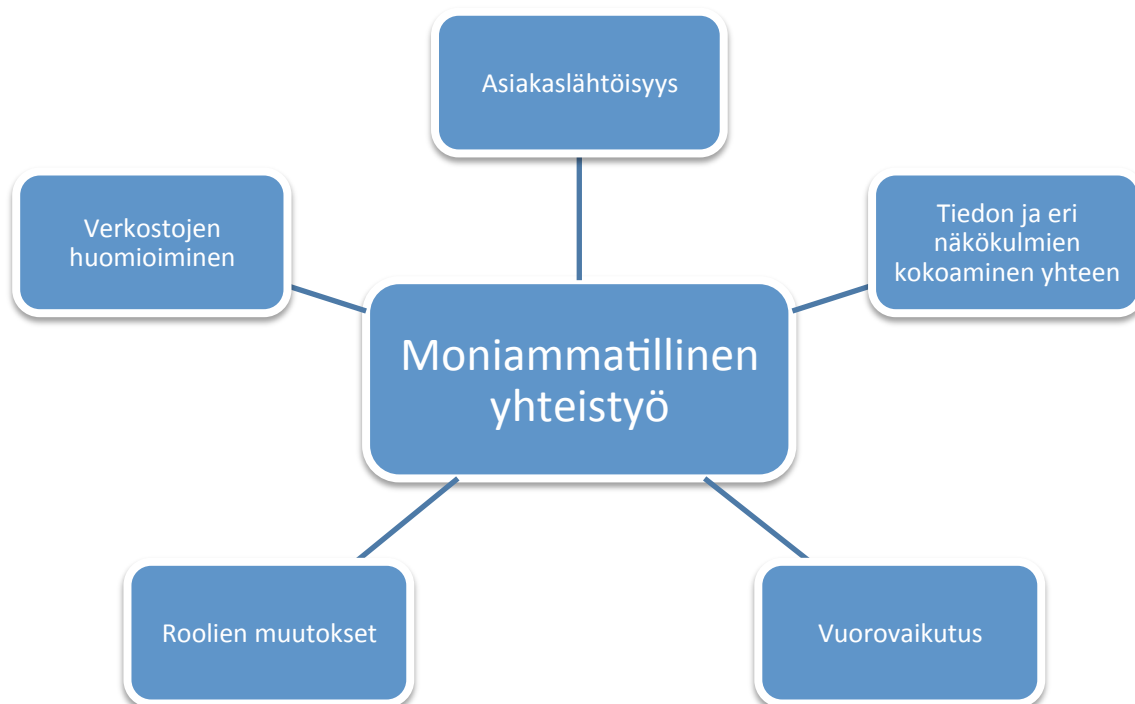 Asiakaslähtöisyys
Verkostojen
huomioiminen
Tiedon ja eri
näkökulmien
kokoaminen yhteen
Moniammatillinen
yhteistyö
Roolien muutokset
Vuorovaikutus